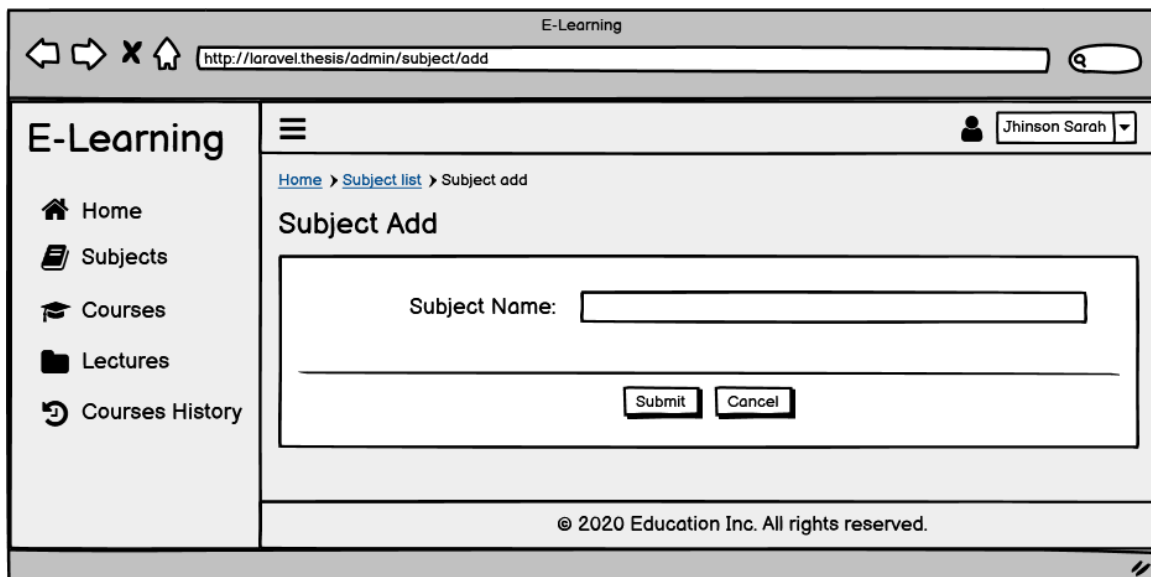 E-Learning
http://laravel.thesis/admin/subject/add
E-Learning
Jhinson Sarah
Home
Subjects
Courses
Lectures
Courses History
Home › Subject list › Subject add
Subject Add
Subject Name:
Submit Cancel
© 2020 Education Inc. All rights reserved.